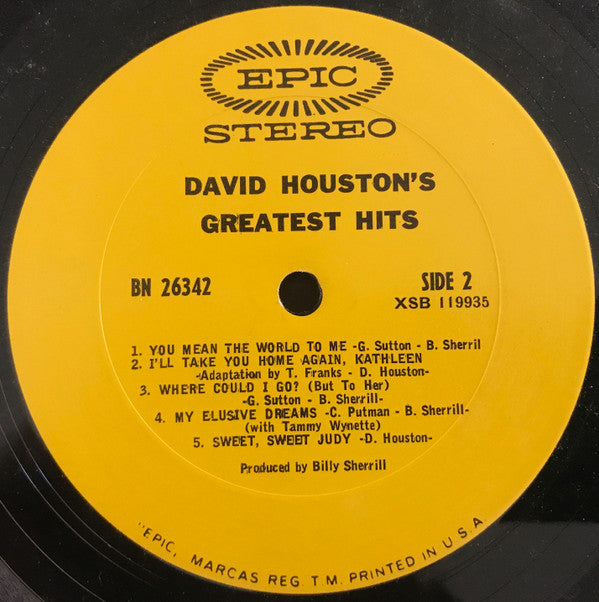 EPIC
STEREO
DAVID HOUSTON'S
GREATEST HITS
BN 26342
SIDE 2
XSB 119935
1. YOU MEAN THE WORLD TO ME -G. Sutton - B. Sherril
2. I'LL TAKE YOU HOME AGAIN, KATHLEEN
-Adaptation by T. Franks - D. Houston-
3. WHERE COULD I GO? (But To Her)
-G. Sutton - B. Sherrill-
4. MY ELUSIVE DREAMS -C. Putman - B. Sherrill-
(with Tammy Wynette)
5. SWEET, SWEET JUDY -D. Houston-
Produced by Billy Sherrill
"EPIC, MARCAS REG T M. PRINTED IN U S A